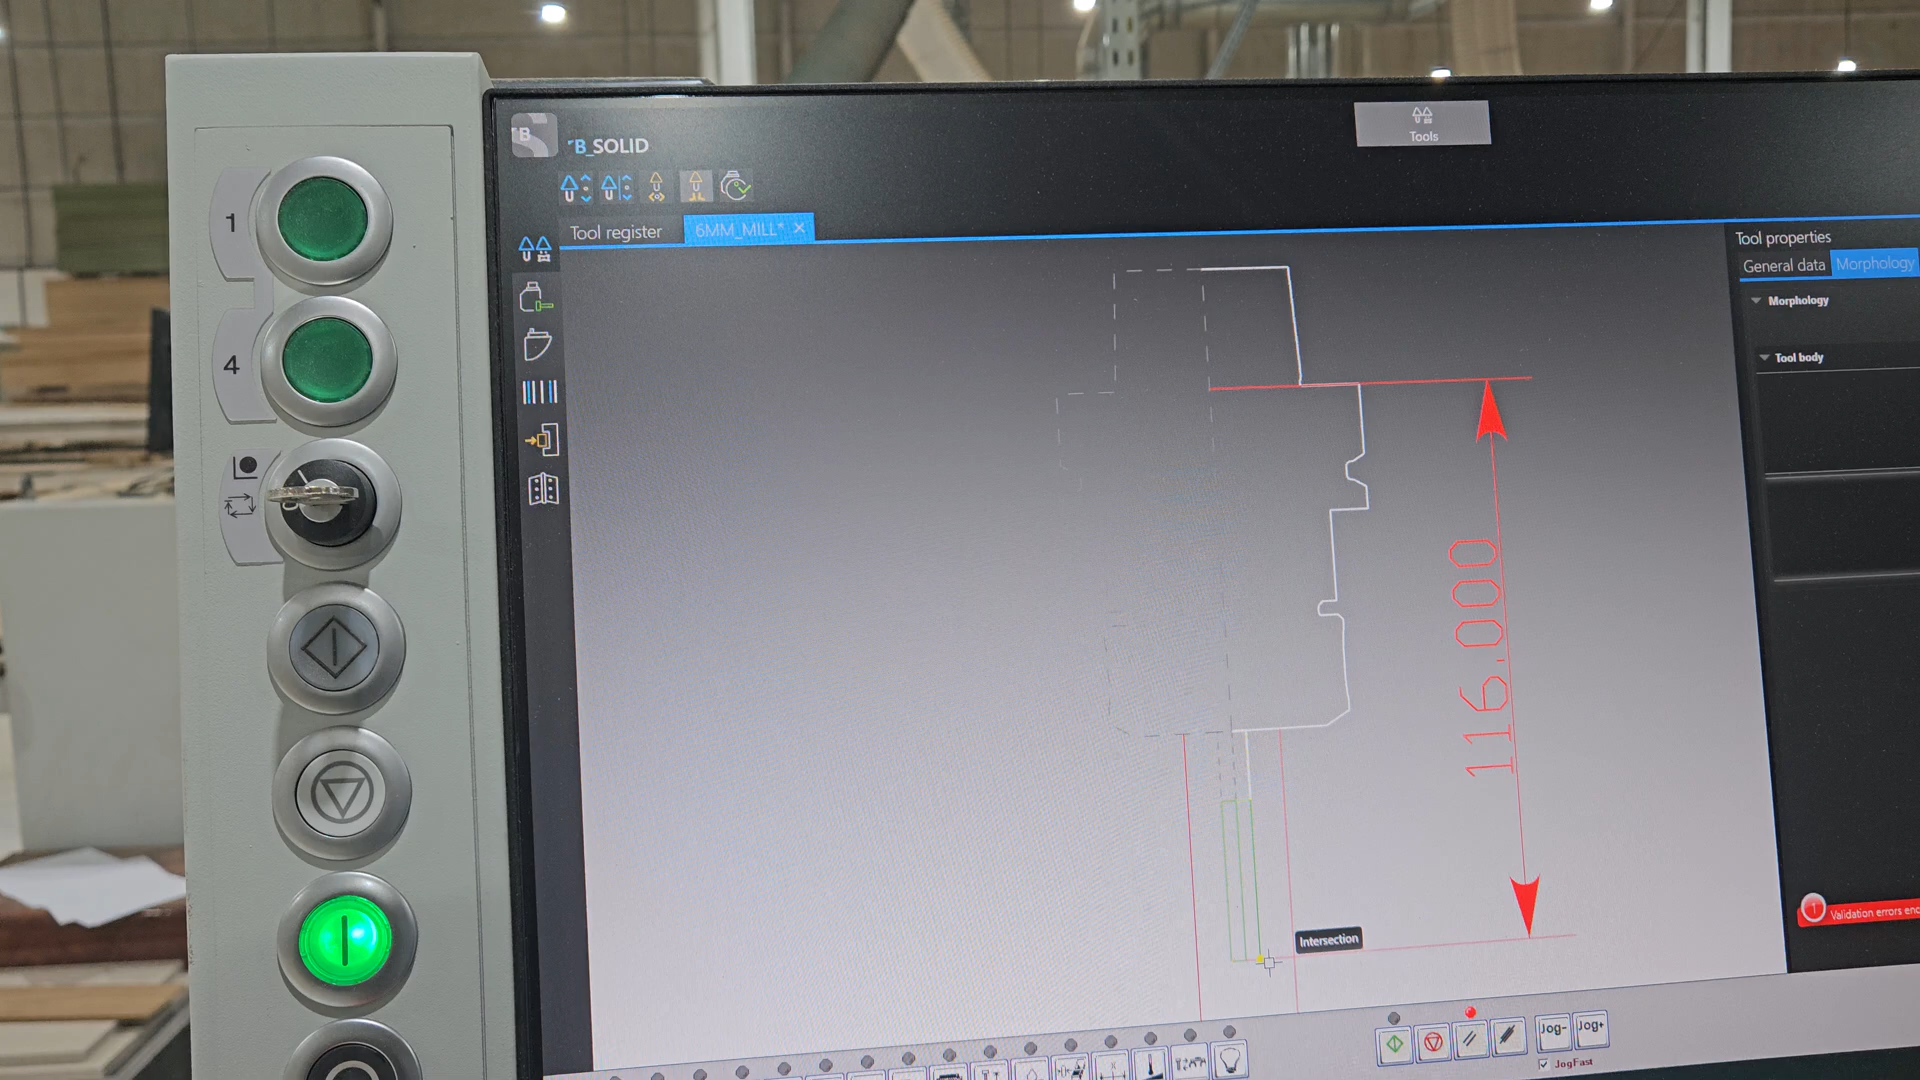 1
4
B
B_SOLID
Tools
Tool register
6MM_MILL*
Tool properties
General data
Morphology
Morphology
Tool body
116.000
Intersection
1
Validation errors
Jog-
Jog+
JogFast